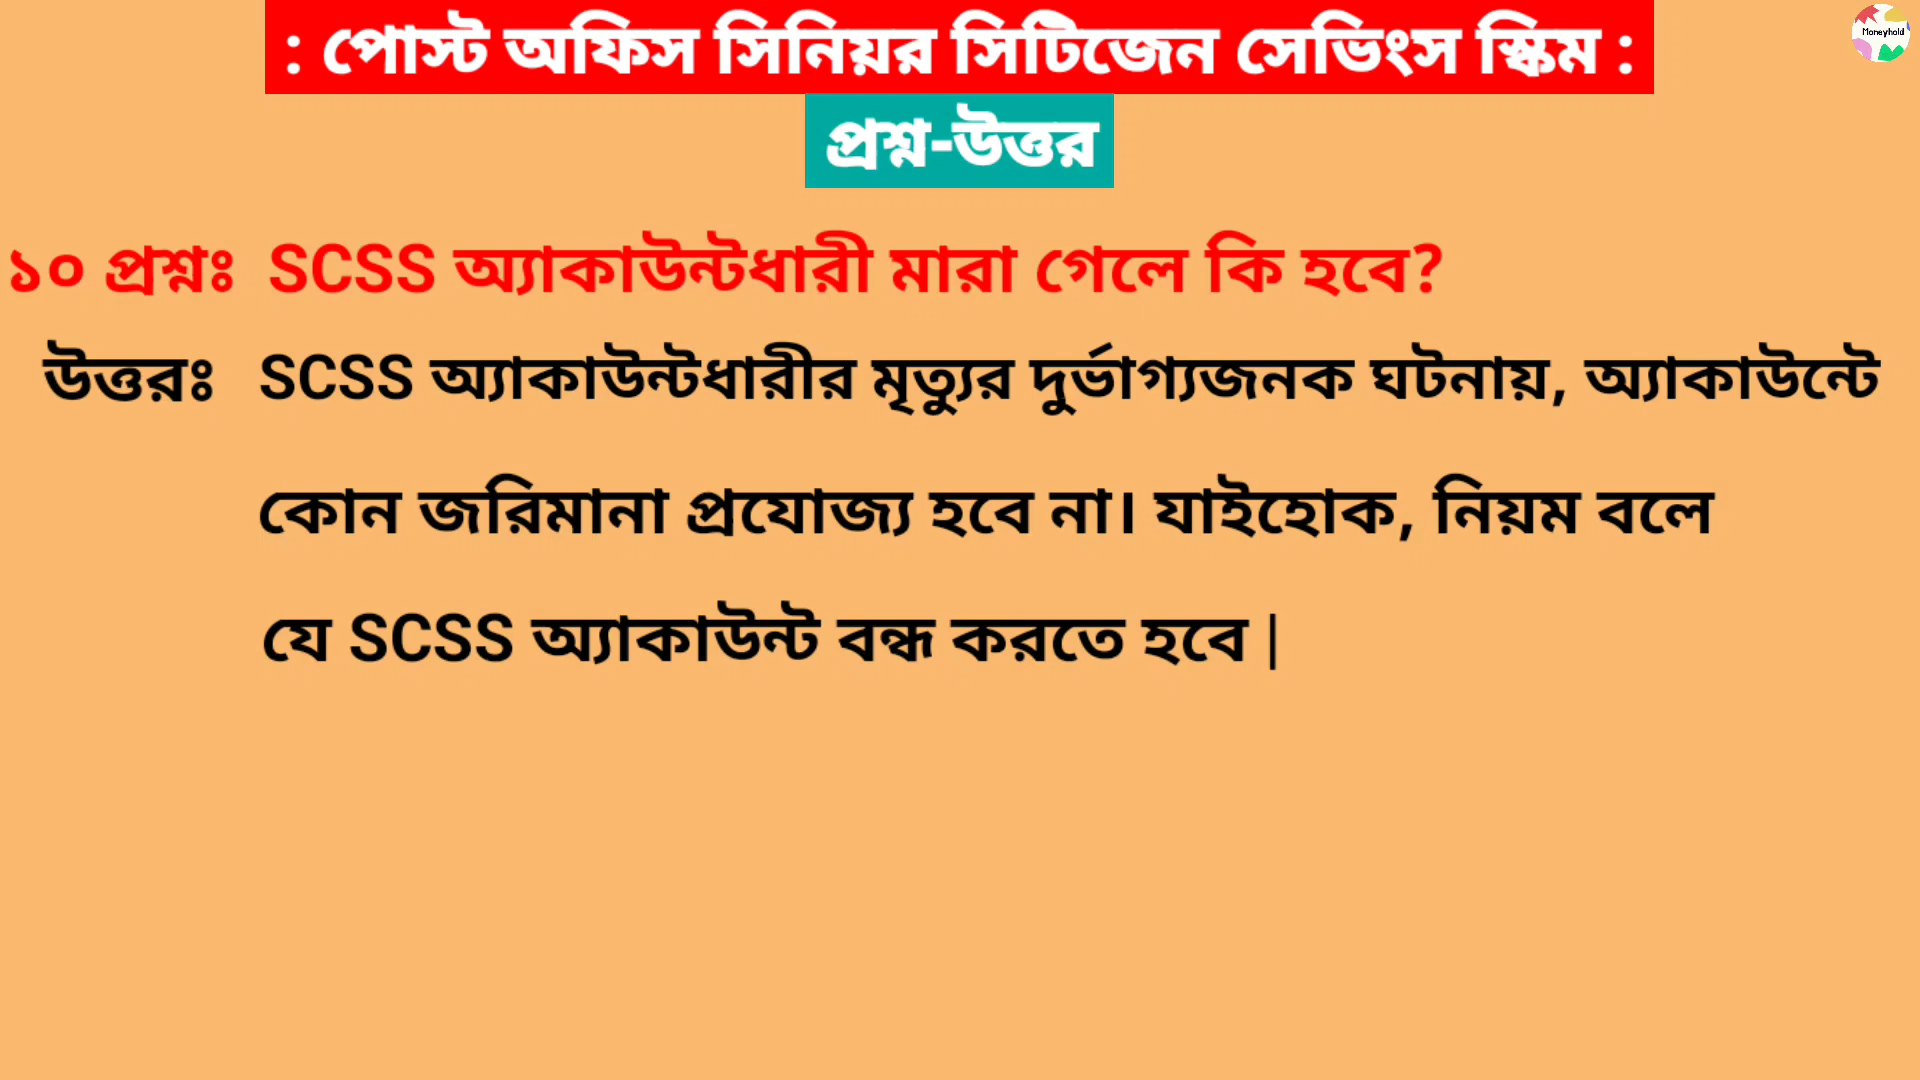 : পোস্ট অফিস সিনিয়র সিটিজেন সেভিংস স্কিম :
Moneyhold
প্রশ্ন-উত্তর
১০ প্রশ্নঃ SCSS অ্যাকাউন্টধারী মারা গেলে কি হবে?
উত্তরঃ SCSS অ্যাকাউন্টধারীর মৃত্যুর দুর্ভাগ্যজনক ঘটনায়, অ্যাকাউন্টে
কোন জরিমানা প্রযোজ্য হবে না। যাইহোক, নিয়ম বলে
যে SCSS অ্যাকাউন্ট বন্ধ করতে হবে |